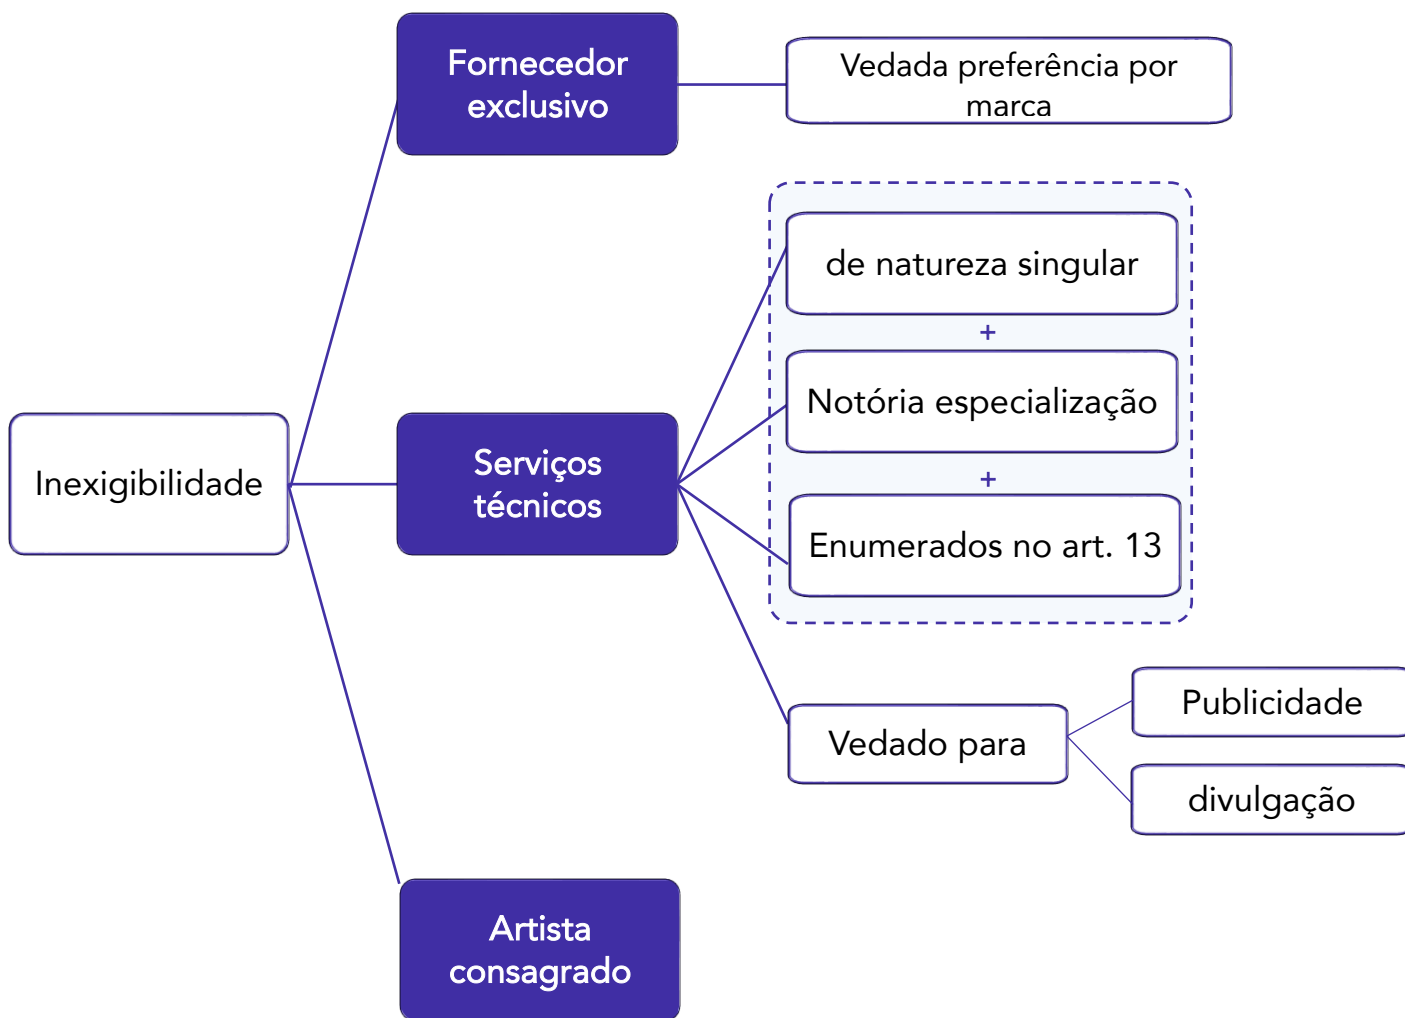 Fornecedor
exclusivo
Vedada preferência por
marca
de natureza singular
+
Notória especialização
+
Enumerados no art. 13
Inexigibilidade
Serviços
técnicos
Vedado para
Publicidade
divulgação
Artista
consagrado